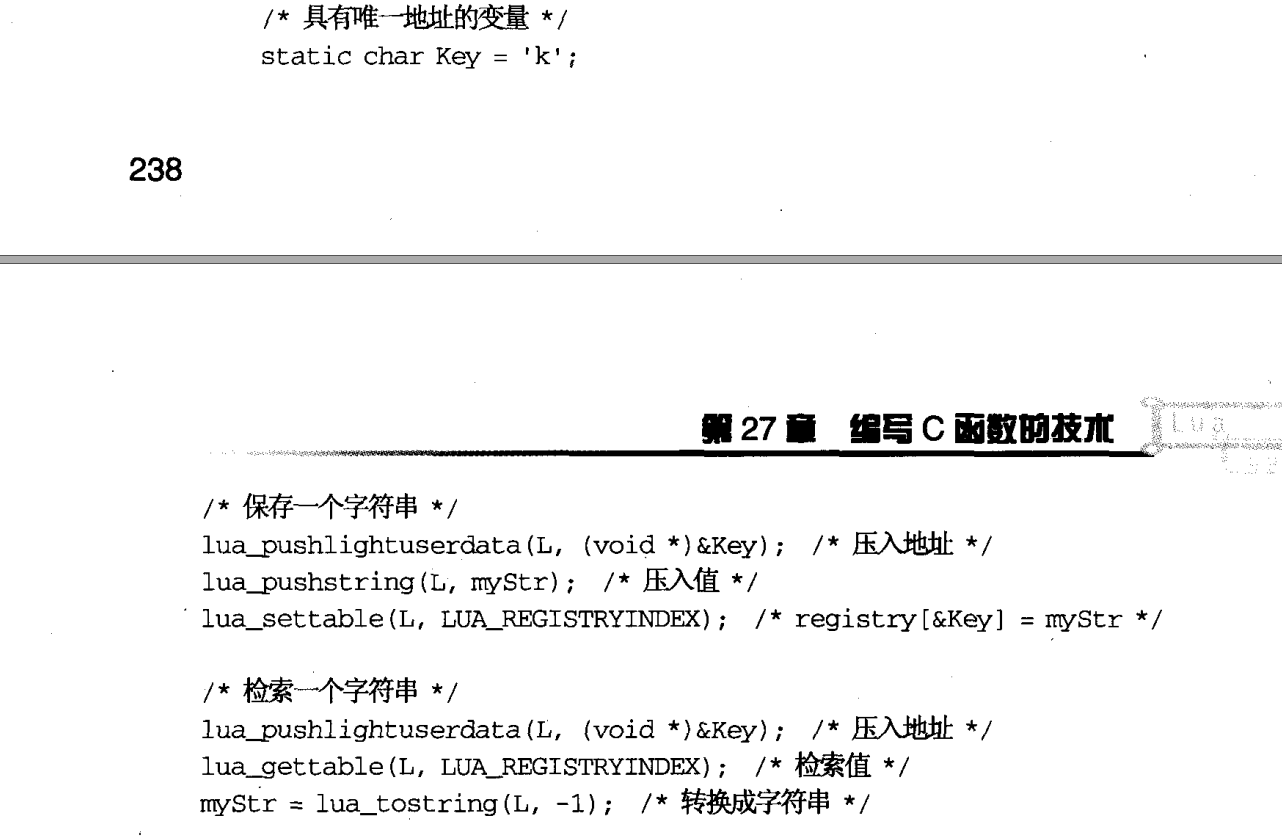 /* 具有唯一地址的变量 */
static char Key = 'k';
238
第 27 章 编写 C 函数的技术
Lua
/* 保存一个字符串 */
lua_pushlightuserdata(L, (void *)&Key); /* 压入地址 */
lua_pushstring(L, myStr); /* 压入值 */
lua_settable(L, LUA_REGISTRYINDEX); /* registry[&Key] = myStr */
/* 检索一个字符串 */
lua_pushlightuserdata(L, (void *)&Key); /* 压入地址 */
lua_gettable(L, LUA_REGISTRYINDEX); /* 检索值 */
myStr = lua_tostring(L, -1); /* 转换成字符串 */